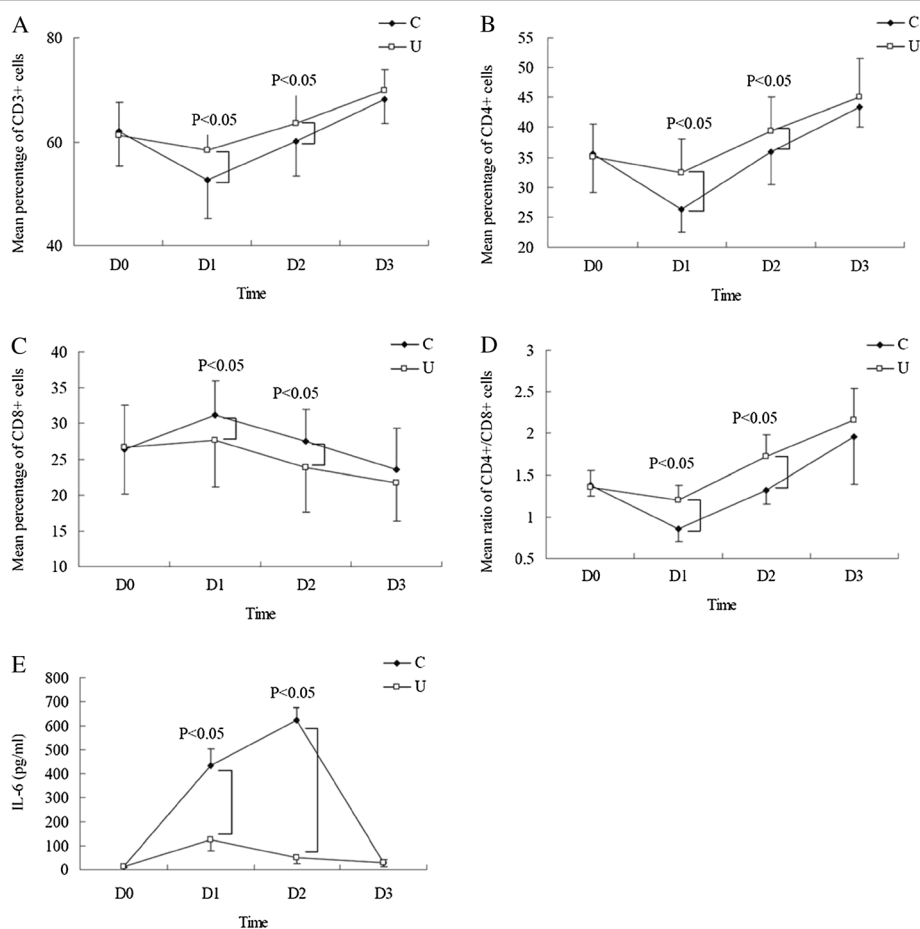 A
C
U
Mean percentage of CD3+ cells
80
60
40
P<0.05
P<0.05
D0 D1 D2 D3
Time
B
C
U
Mean percentage of CD4+ cells
55
50
45
40
35
30
25
20
P<0.05
P<0.05
D0 D1 D2 D3
Time
C
C
U
Mean percentage of CD8+ cells
40
35
30
25
20
15
10
P<0.05
P<0.05
D0 D1 D2 D3
Time
D
C
U
Mean ratio of CD4+/CD8+ cells
3
2.5
2
1.5
1
0.5
P<0.05
P<0.05
D0 D1 D2 D3
Time
E
C
U
IL-6 (pg/ml)
800
700
600
500
400
300
200
100
0
P<0.05
P<0.05
D0 D1 D2 D3
Time